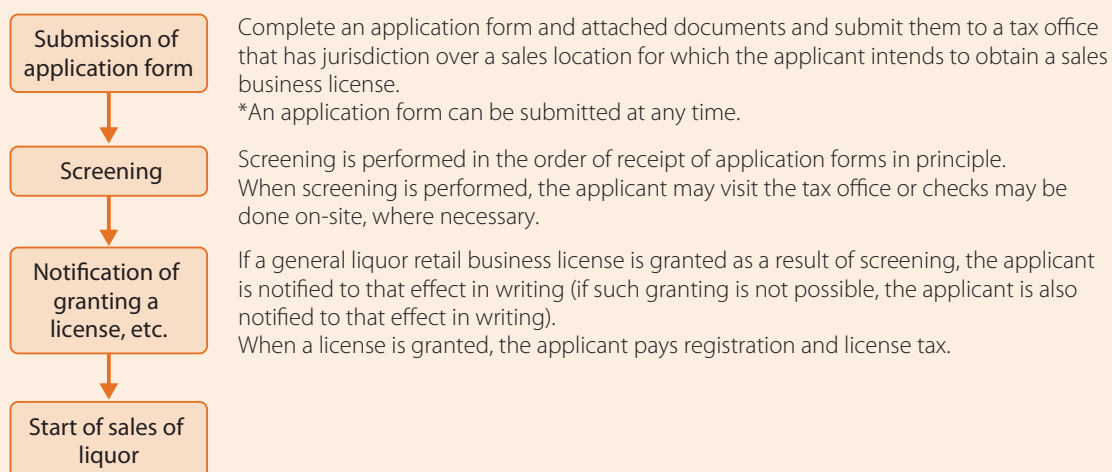 Submission of
application form
Complete an application form and attached documents and submit them to a tax office
that has jurisdiction over a sales location for which the applicant intends to obtain a sales
business license.
*An application form can be submitted at any time.
Screening
Screening is performed in the order of receipt of application forms in principle.
When screening is performed, the applicant may visit the tax office or checks may be
done on-site, where necessary.
Notification of
granting a
license, etc.
If a general liquor retail business license is granted as a result of screening, the applicant
is notified to that effect in writing (if such granting is not possible, the applicant is also
notified to that effect in writing).
When a license is granted, the applicant pays registration and license tax.
Start of sales of
liquor